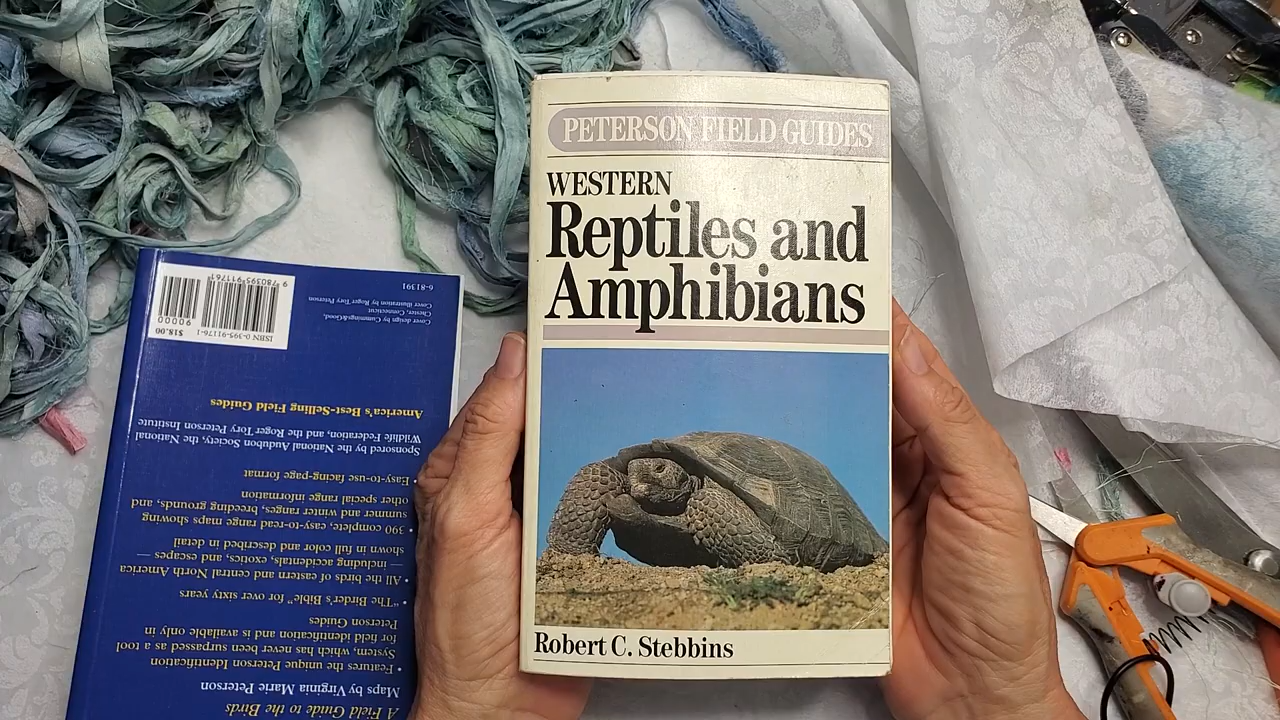 PETERSON FIELD GUIDES
WESTERN
Reptiles and
Amphibians
Robert C. Stebbins
A Field Guide to the Birds
Maps by Virginia Marie Peterson
• Features the unique Peterson Identification
System, which has never been surpassed as a tool
for field identification and is available only in
Peterson Guides
• "The Birder's Bible" for over sixty years
• All the birds of eastern and central North America
— including accidentals, exotics, and escapes —
shown in full color and described in detail
• 390 complete, easy-to-read range maps showing
summer and winter ranges, breeding grounds, and
other special range information
• Easy-to-use facing-page format
Sponsored by the National Audubon Society, the National
Wildlife Federation, and the Roger Tory Peterson Institute
America's Best-Selling Field Guides
Cover design by Cummings&Good,
Chester, Connecticut
Cover illustration by Roger Tory Peterson
6-81391
ISBN 0-395-91176-1
$18.00
90000
9 780395 911761